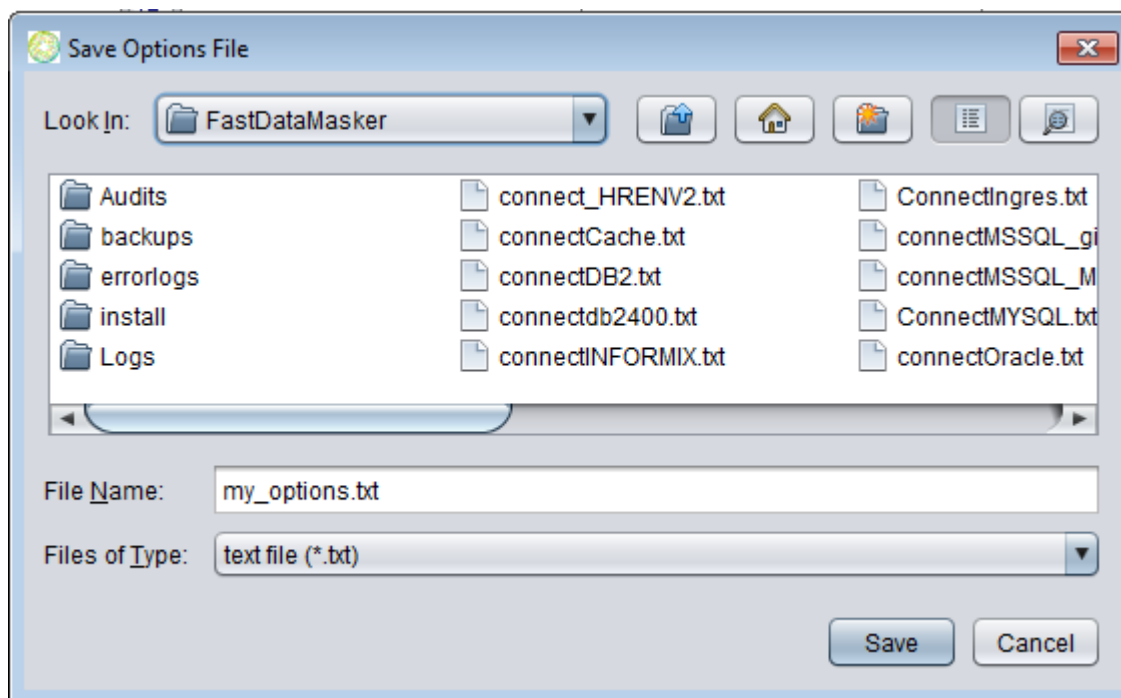 Save Options File
Look In: FastDataMasker
Audits connect_HRENV2.txt ConnectIngres.txt
backups connectCache.txt connectMSSQL_gi
errorlogs connectDB2.txt connectMSSQL_M
install connectdb2400.txt ConnectMYSQL.txt
Logs connectINFORMIX.txt connectOracle.txt
File Name: my_options.txt
Files of Type: text file (*.txt)
Save Cancel